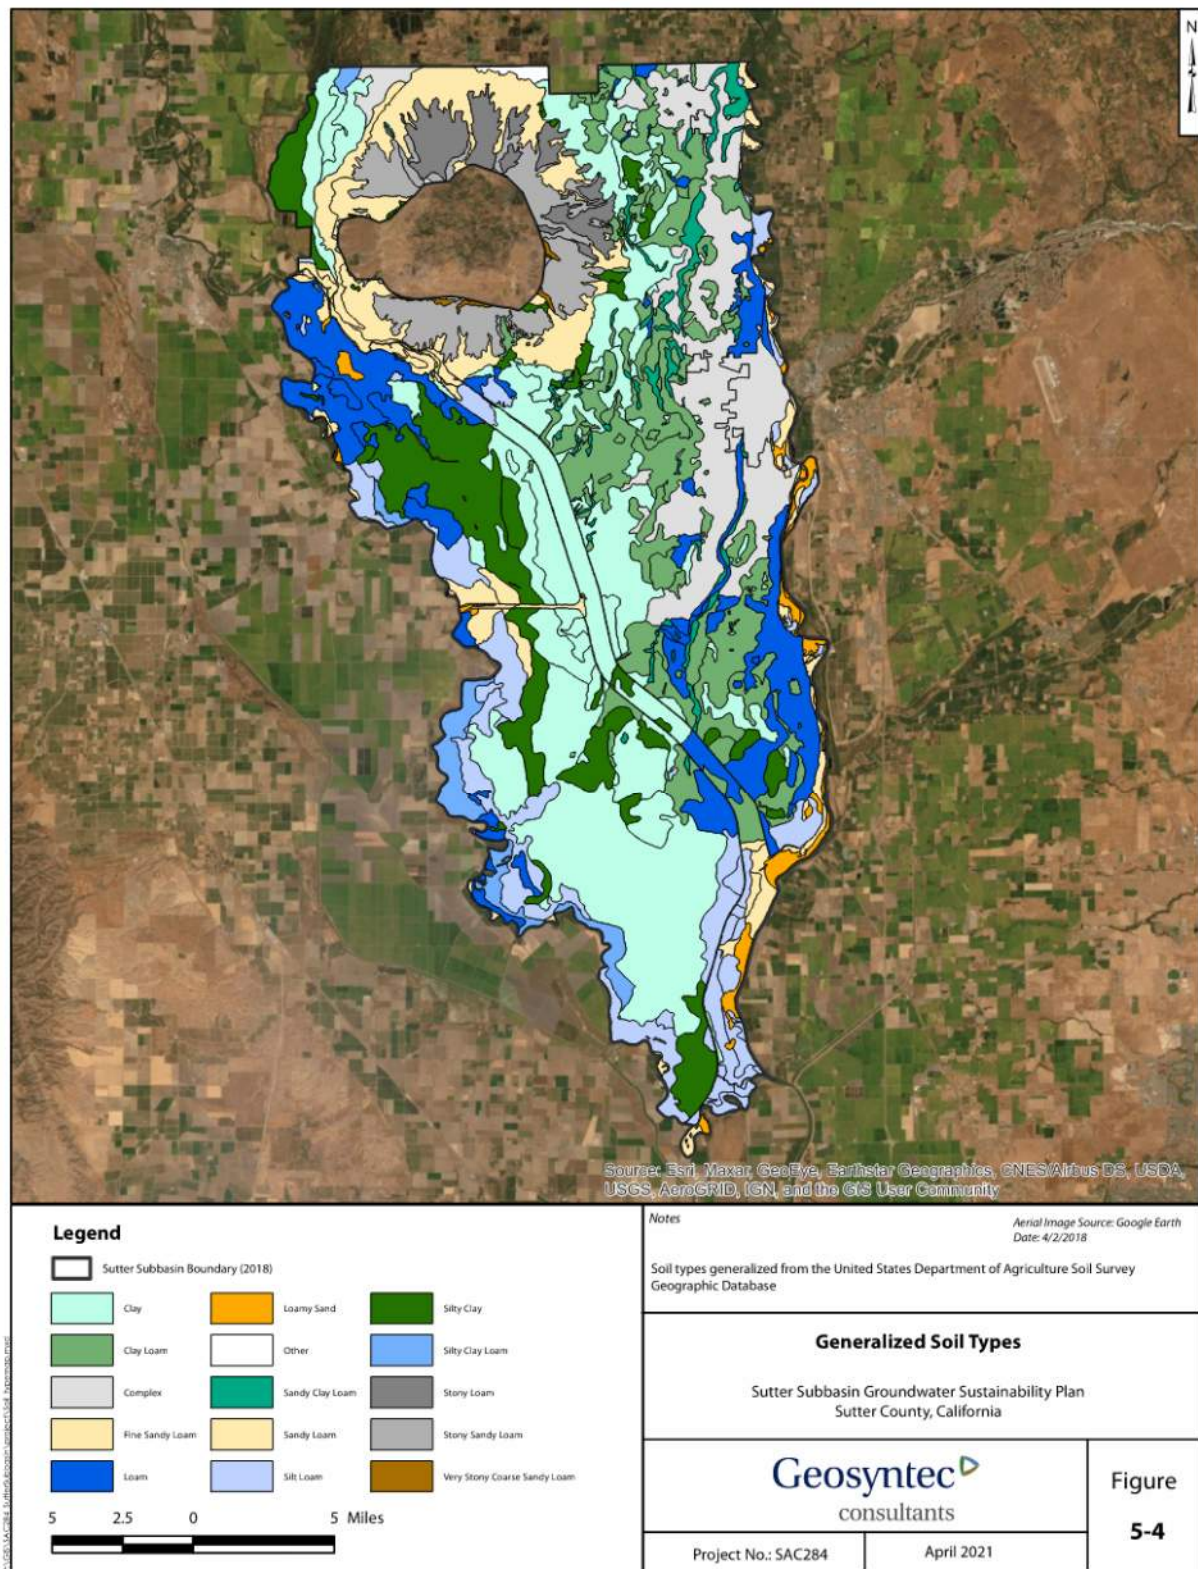 N
Source: Esri, Maxar, GeoEye, Earthstar Geographics, CNES/Airbus DS, USDA,
USGS, AeroGRID, IGN, and the GIS User Community
Legend
Sutter Subbasin Boundary (2018)
Clay
Loamy Sand
Silty Clay
Clay Loam
Other
Silty Clay Loam
Complex
Sandy Clay Loam
Stony Loam
Fine Sandy Loam
Sandy Loam
Stony Sandy Loam
Loam
Silt Loam
Very Stony Coarse Sandy Loam
5 2.5 0 5 Miles
Notes
Aerial Image Source: Google Earth
Date: 4/2/2018
Soil types generalized from the United States Department of Agriculture Soil Survey
Geographic Database
Generalized Soil Types
Sutter Subbasin Groundwater Sustainability Plan
Sutter County, California
Geosyntec
consultants
Figure
5-4
Project No.: SAC284
April 2021